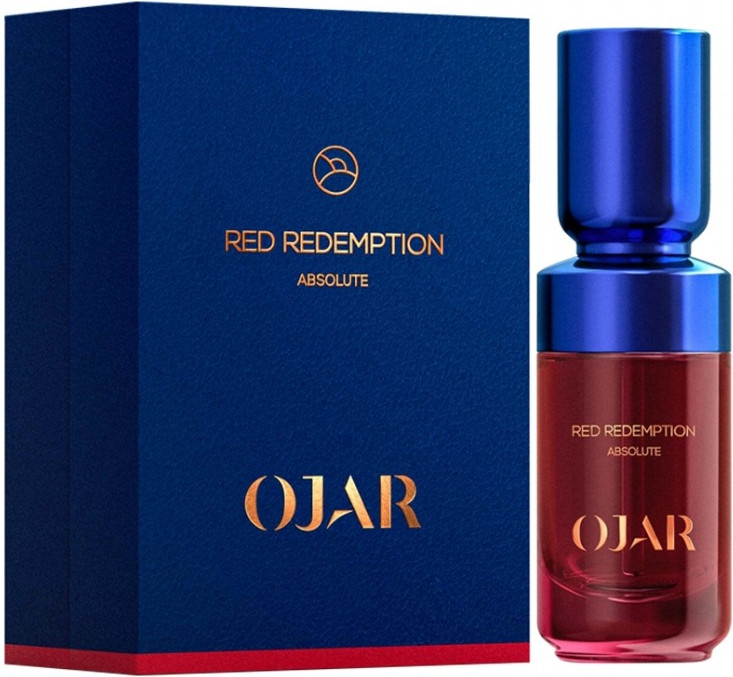 RED REDEMPTION
ABSOLUTE
OJAR
RED REDEMPTION
ABSOLUTE
OJAR